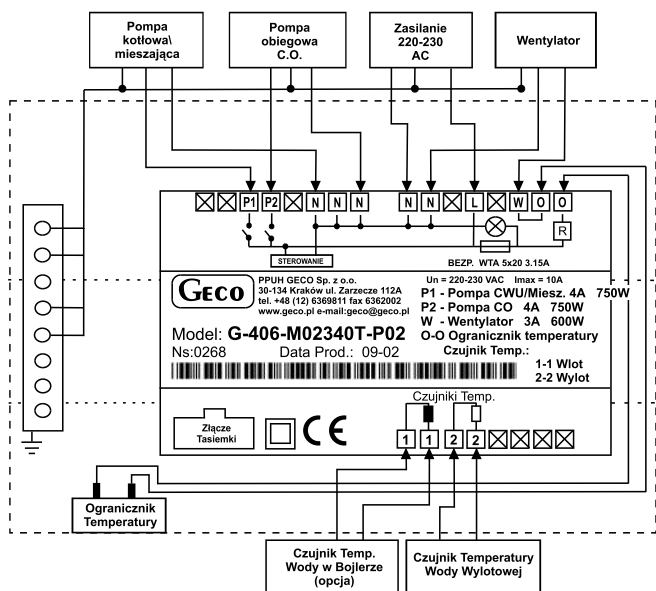 Pompa
kotłowa\
mieszająca
Pompa
obiegowa
C.O.
Zasilanie
220-230
AC
Wentylator
P1 P2 N N N N N L W O O
R
STEROWANIE
BEZP. WTA 5x20 3.15A
GECO
PPUH GECO Sp. z o.o.
30-134 Kraków ul. Zarzecze 112A
tel. +48 (12) 6369811 fax 6362002
www.geco.pl e-mail:geco@geco.pl
Model: G-406-M02340T-P02
Ns:0268 Data Prod.: 09-02
Un = 220-230 VAC Imax = 10A
P1 - Pompa CWU/Miesz. 4A 750W
P2 - Pompa CO 4A 750W
W - Wentylator 3A 600W
O-O Ogranicznik temperatury
Czujnik Temp.:
1-1 Wlot
2-2 Wylot
Złącze
Tasiemki
CE
Czujniki Temp.
1 1 2 2
Ogranicznik
Temperatury
Czujnik Temp.
Wody w Bojlerze
(opcja)
Czujnik Temperatury
Wody Wylotowej